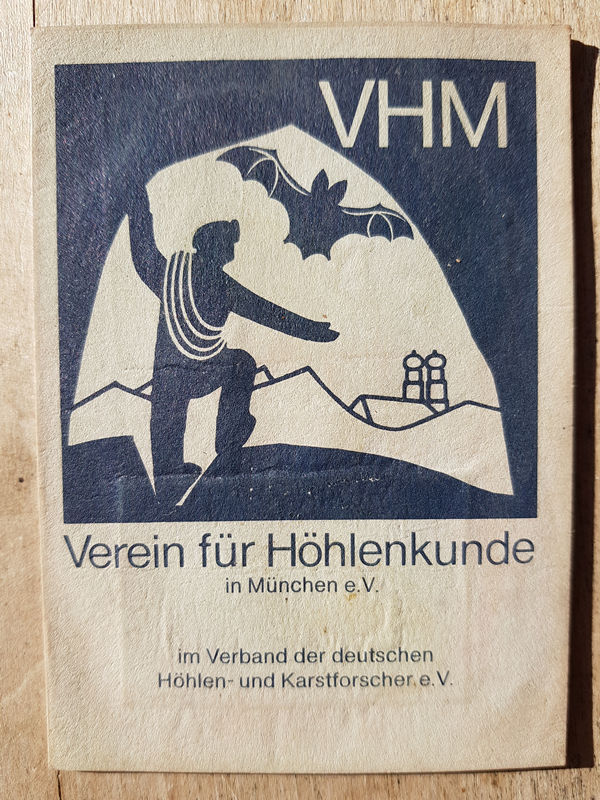 VHM
Verein für Höhlenkunde
in München e.V.
im Verband der deutschen
Höhlen- und Karstforscher e.V.